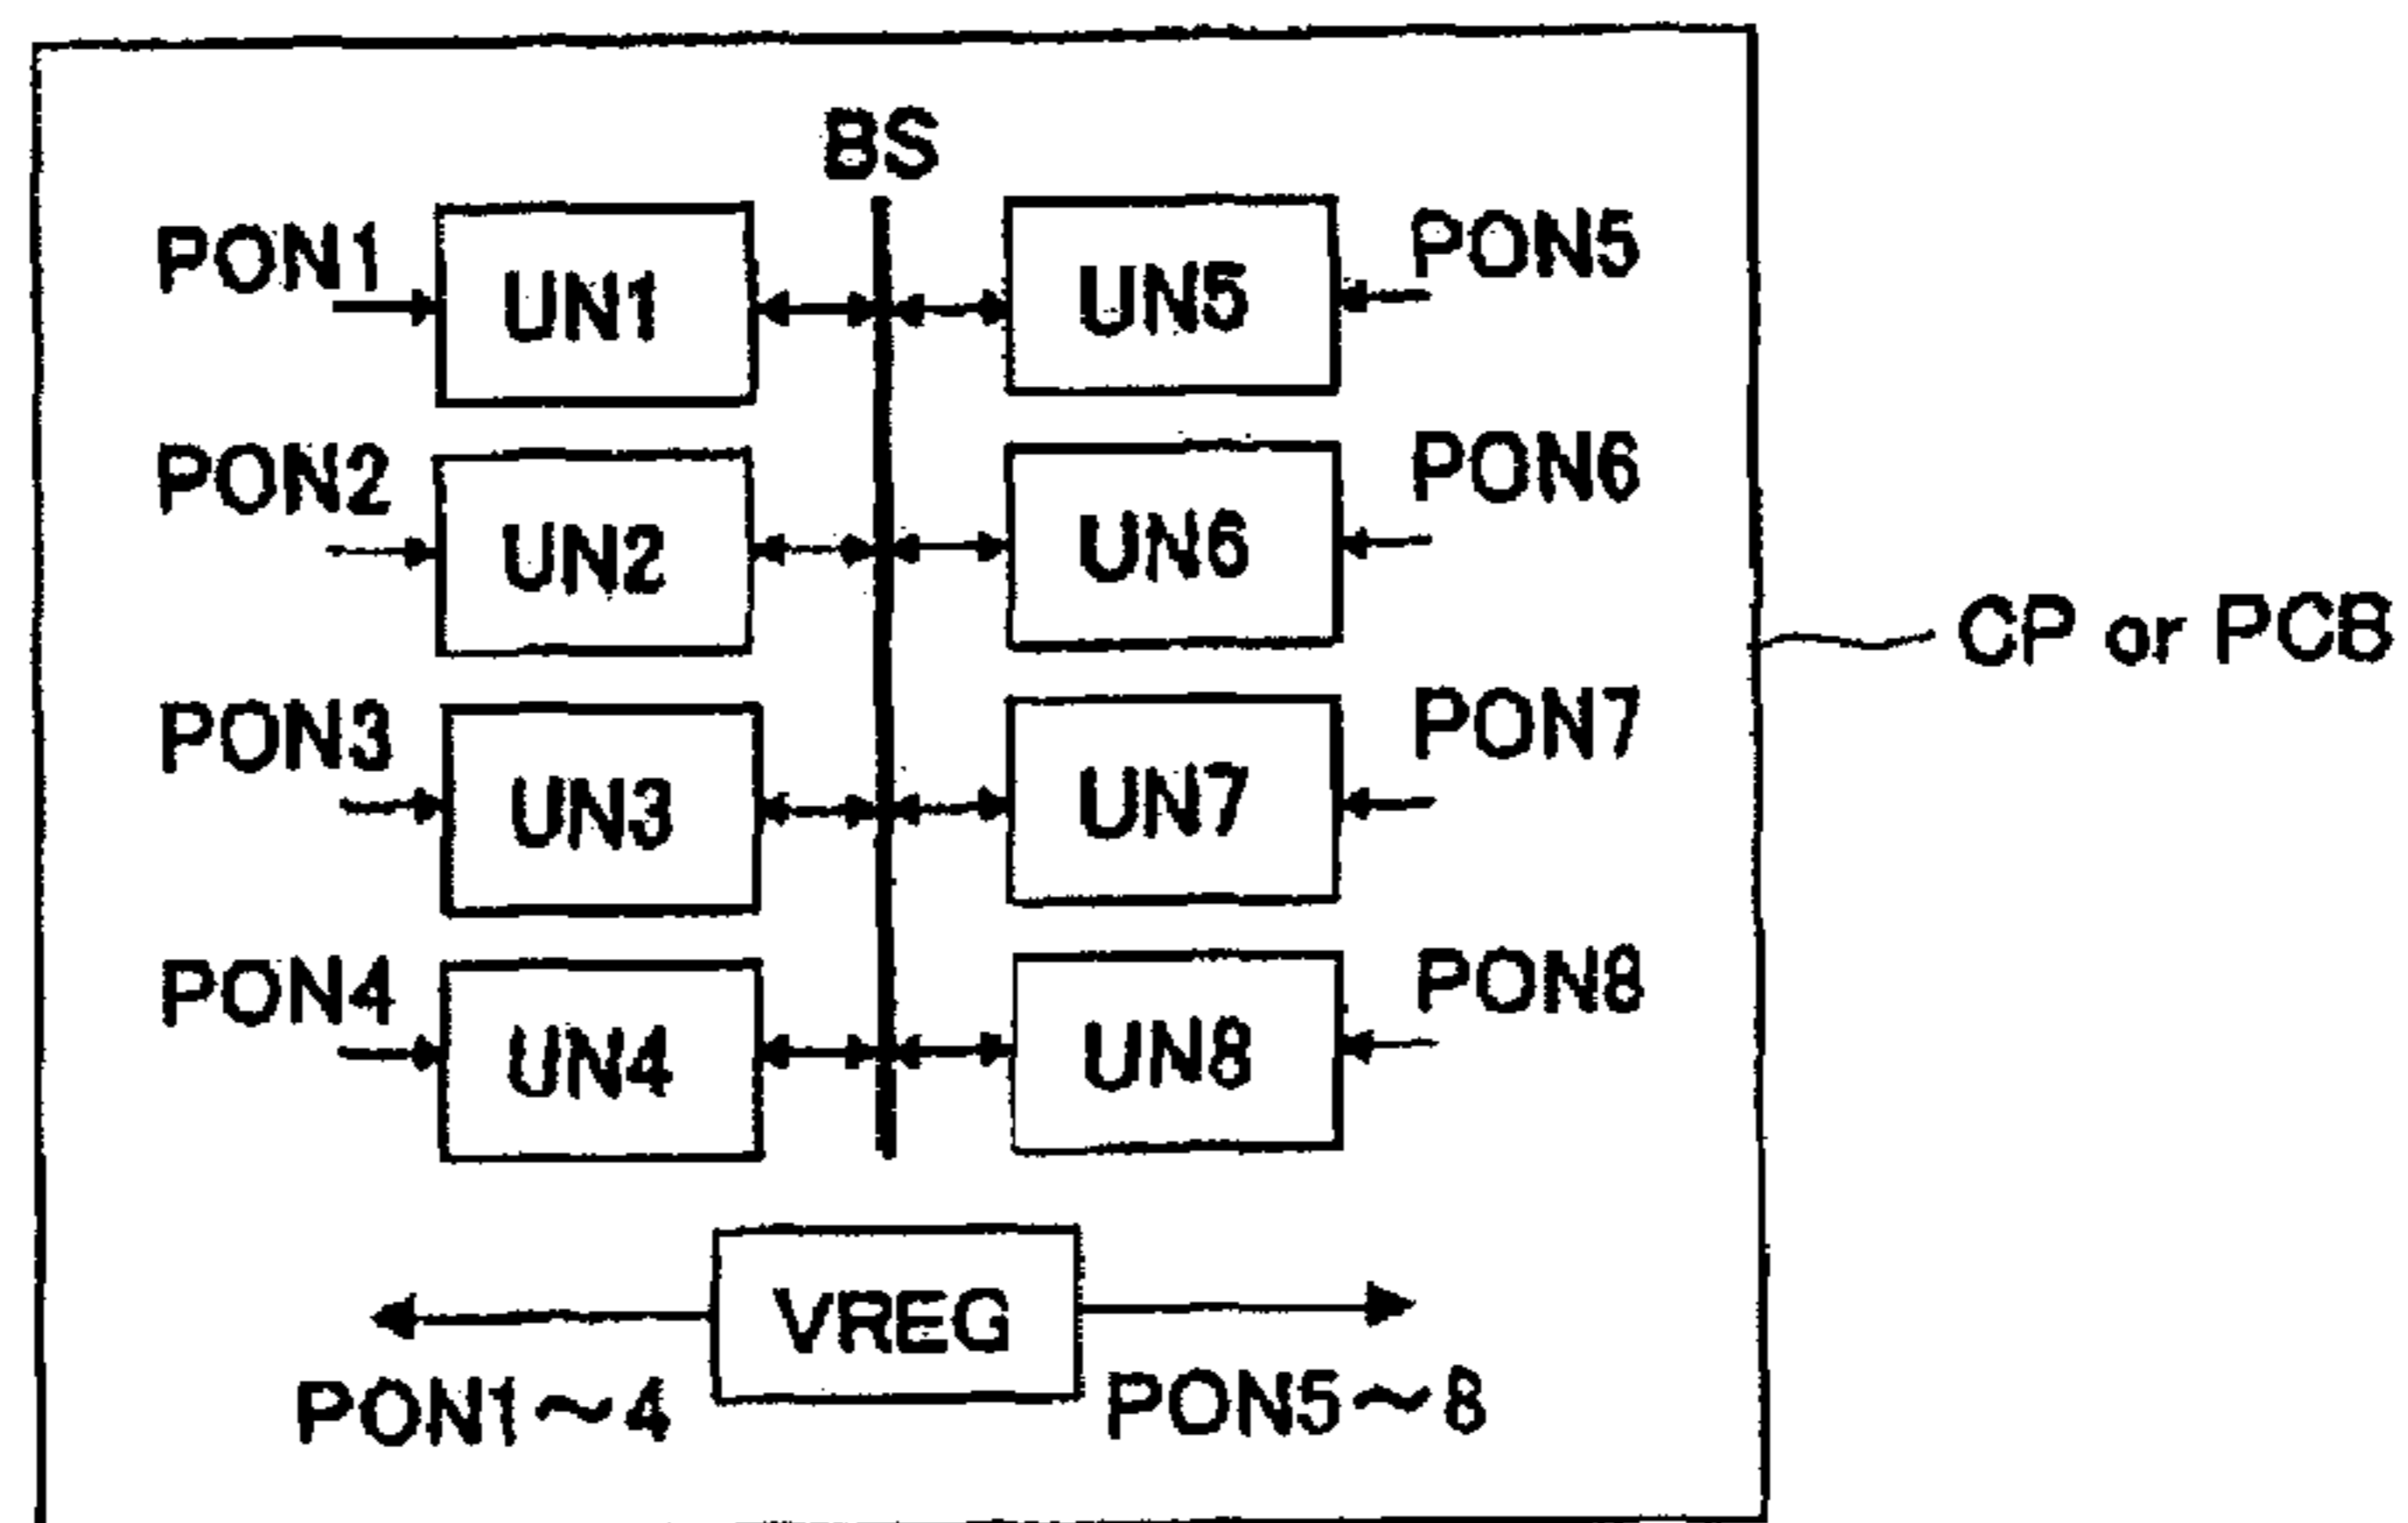 BS
PON1
UN1
UN5
PON5
PON2
UN2
UN6
PON6
CP or PCB
PON3
UN3
UN7
PON7
PON4
UN4
UN8
PON8
VREG
PON1～4
PON5～8